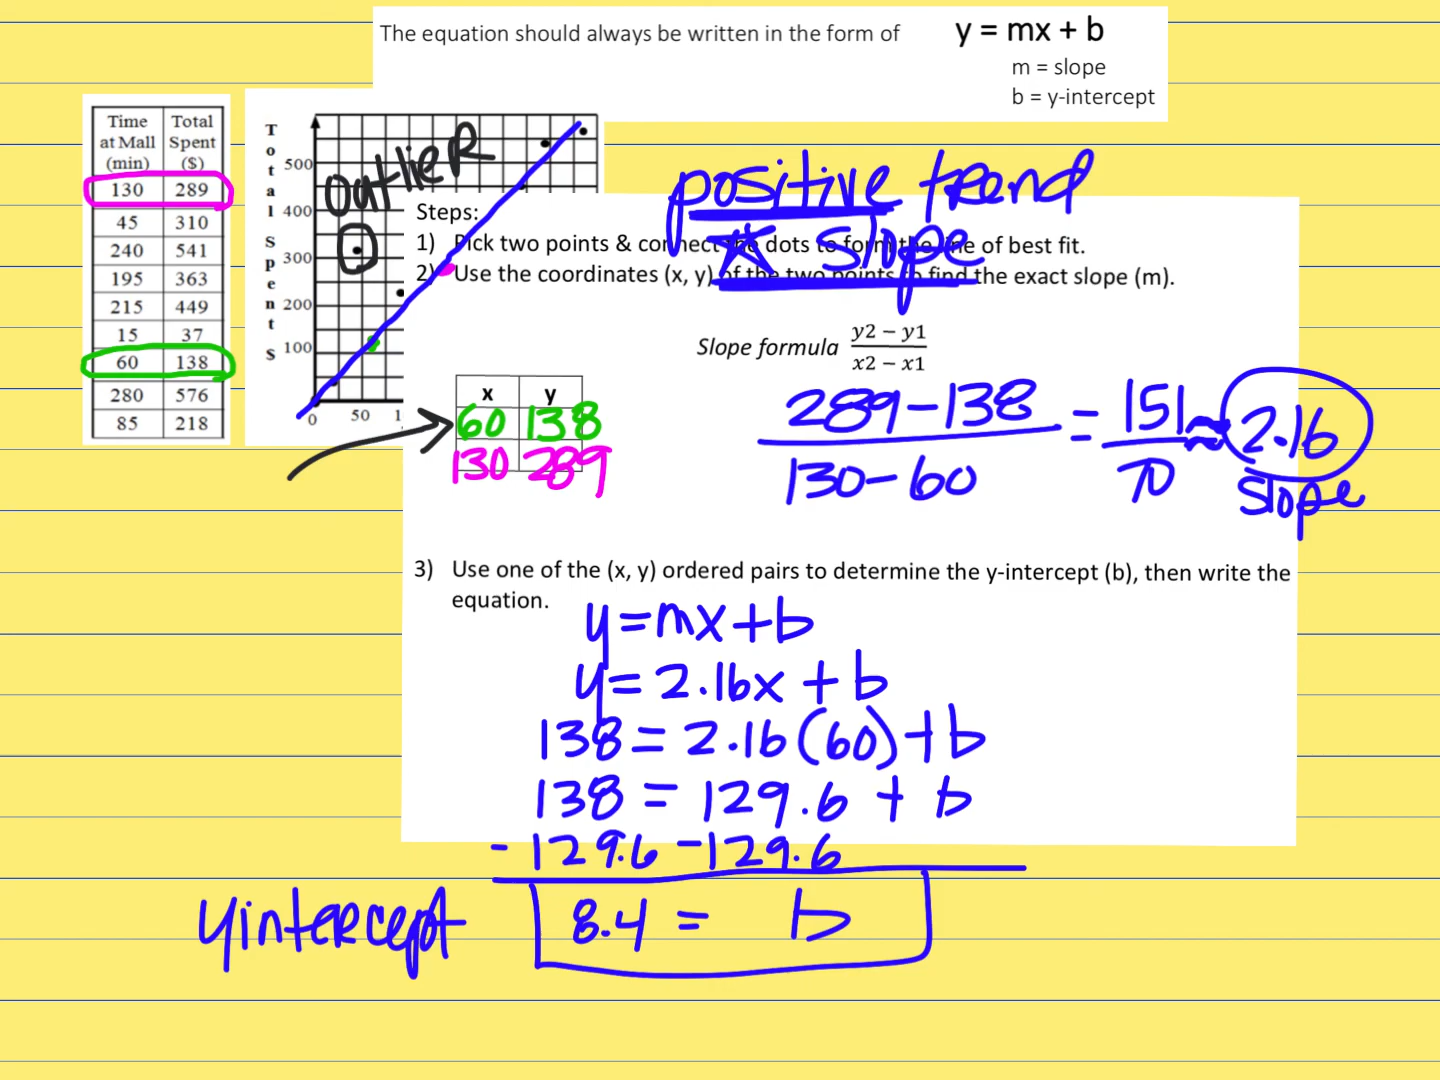 The equation should always be written in the form of y = mx + b
m = slope
b = y-intercept
Time at Mall (min) Total Spent ($)
130 289
45 310
240 541
195 363
215 449
15 37
60 138
280 576
85 218
Total Spent $
500
400
300
200
100
0 50 1
outlier
positive trend
slope
Steps:
1) Pick two points & connect the dots to form the line of best fit.
2) Use the coordinates (x, y) of the two points to find the exact slope (m).
Slope formula y2 − y1
x2 − x1
x y
60 138
130 289
289-138 = 151 ≈ 2.16
130-60 70 slope
3) Use one of the (x, y) ordered pairs to determine the y-intercept (b), then write the
equation.
y=mx+b
y=2.16x+b
138=2.16(60)+b
138=129.6+b
-129.6 -129.6
yintercept 8.4 = b